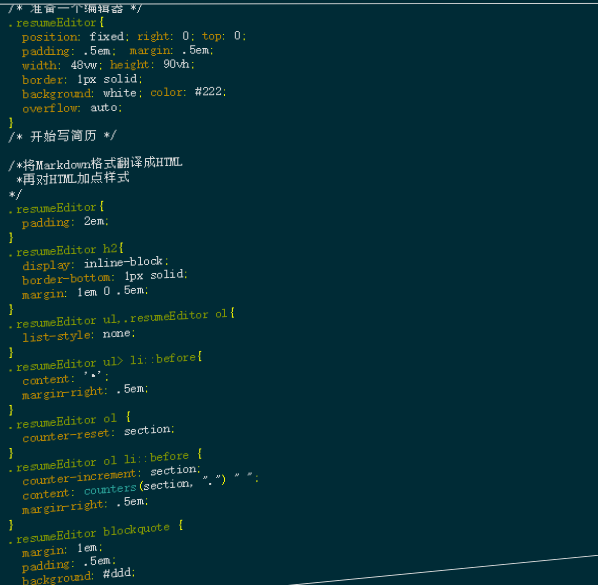 /* 准备一个编辑器 */
.resumeEditor{
position: fixed; right: 0; top: 0;
padding: .5em; margin: .5em;
width: 48vw; height: 90vh;
border: 1px solid;
background: white; color: #222;
overflow: auto;
}
/* 开始写简历 */
/*将Markdown格式翻译成HTML
*再对HTML加点样式
*/
.resumeEditor{
padding: 2em;
}
.resumeEditor h2{
display: inline-block;
border-bottom: 1px solid;
margin: 1em 0 .5em;
}
.resumeEditor ul,.resumeEditor ol{
list-style: none;
}
.resumeEditor ul> li::before{
content: '•';
margin-right: .5em;
}
.resumeEditor ol {
counter-reset: section;
}
.resumeEditor ol li::before {
counter-increment: section;
content: counters(section, ".") " ";
margin-right: .5em;
}
.resumeEditor blockquote {
margin: 1em;
padding: .5em;
background: #ddd;